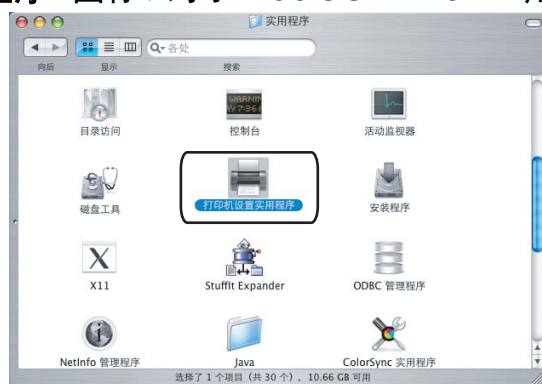 实用程序
各处
向后 显示 搜索
目录访问 控制台 活动监视器
磁盘工具 打印机设置实用程序 安装程序
X11 StuffIt Expander ODBC 管理程序
NetInfo 管理程序 Java ColorSync 实用程序
选择了 1 个项目（共 30 个）, 10.66 GB 可用